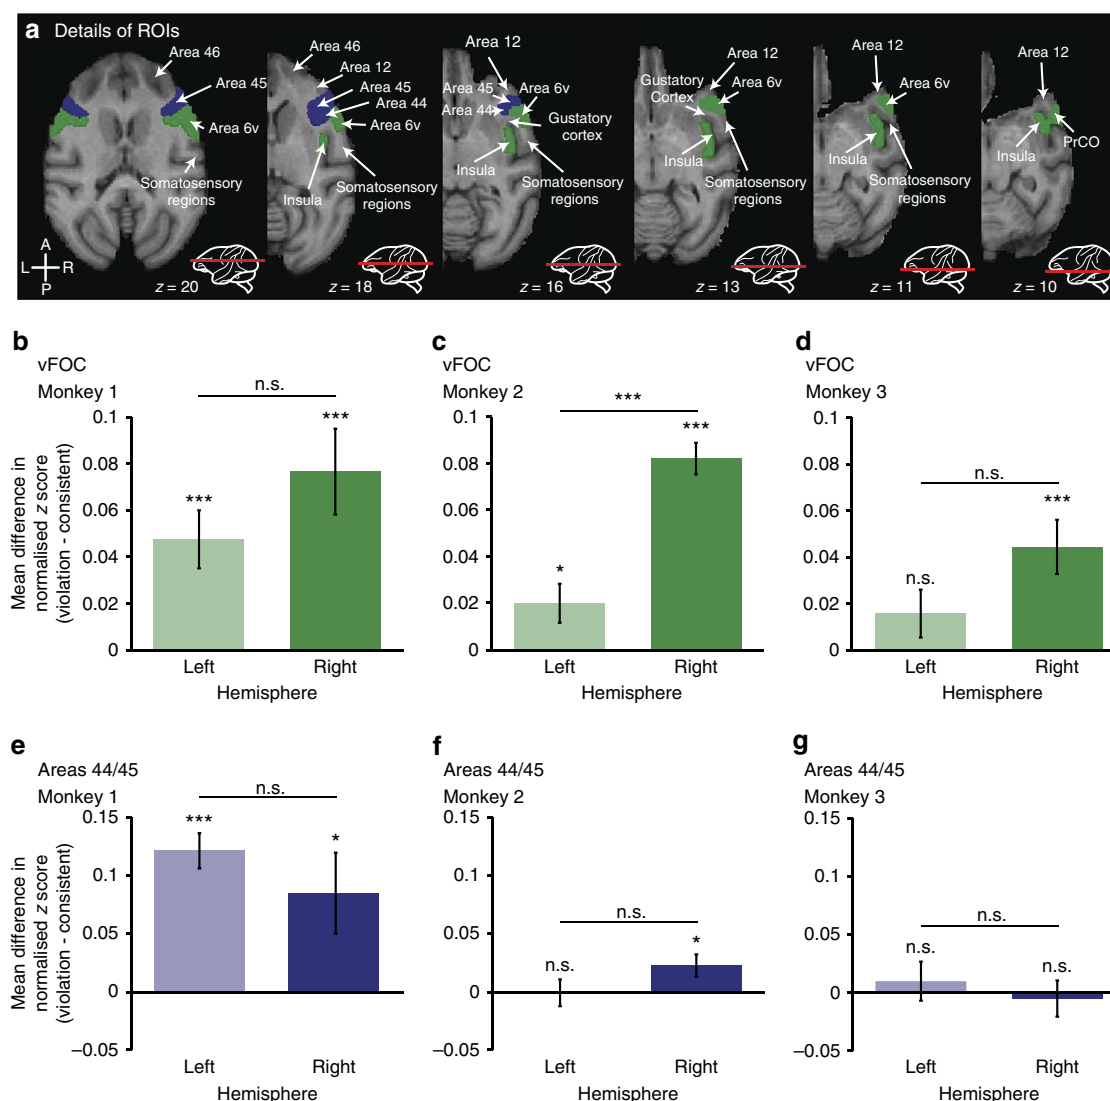 a Details of ROIs
Area 46
Area 45
Area 6v
Somatosensory
regions
A
L R
P
z = 20
Area 46
Area 12
Area 45
Area 44
Area 6v
Insula
Somatosensory
regions
z = 18
Area 12
Area 45
Area 6v
Area 44
Gustatory
cortex
Insula
Somatosensory
regions
z = 16
Area 12
Gustatory
Cortex
Area 6v
Insula
Somatosensory
regions
z = 13
Area 12
Area 6v
Insula
Somatosensory
regions
z = 11
Area 12
Insula
PrCO
z = 10
b
vFOC
Monkey 1
n.s.
***
***
0.1
0.08
0.06
0.04
0.02
0
Mean difference in
normalised z score
(violation - consistent)
Left Right
Hemisphere
c
vFOC
Monkey 2
***
***
*
0.1
0.08
0.06
0.04
0.02
0
Left Right
Hemisphere
d
vFOC
Monkey 3
n.s.
***
n.s.
0.1
0.08
0.06
0.04
0.02
0
Left Right
Hemisphere
e
Areas 44/45
Monkey 1
n.s.
***
*
0.15
0.1
0.05
0
–0.05
Mean difference in
normalised z score
(violation - consistent)
Left Right
Hemisphere
f
Areas 44/45
Monkey 2
n.s.
*
n.s.
0.15
0.1
0.05
0
–0.05
Left Right
Hemisphere
g
Areas 44/45
Monkey 3
n.s.
n.s.
n.s.
0.15
0.1
0.05
0
–0.05
Left Right
Hemisphere